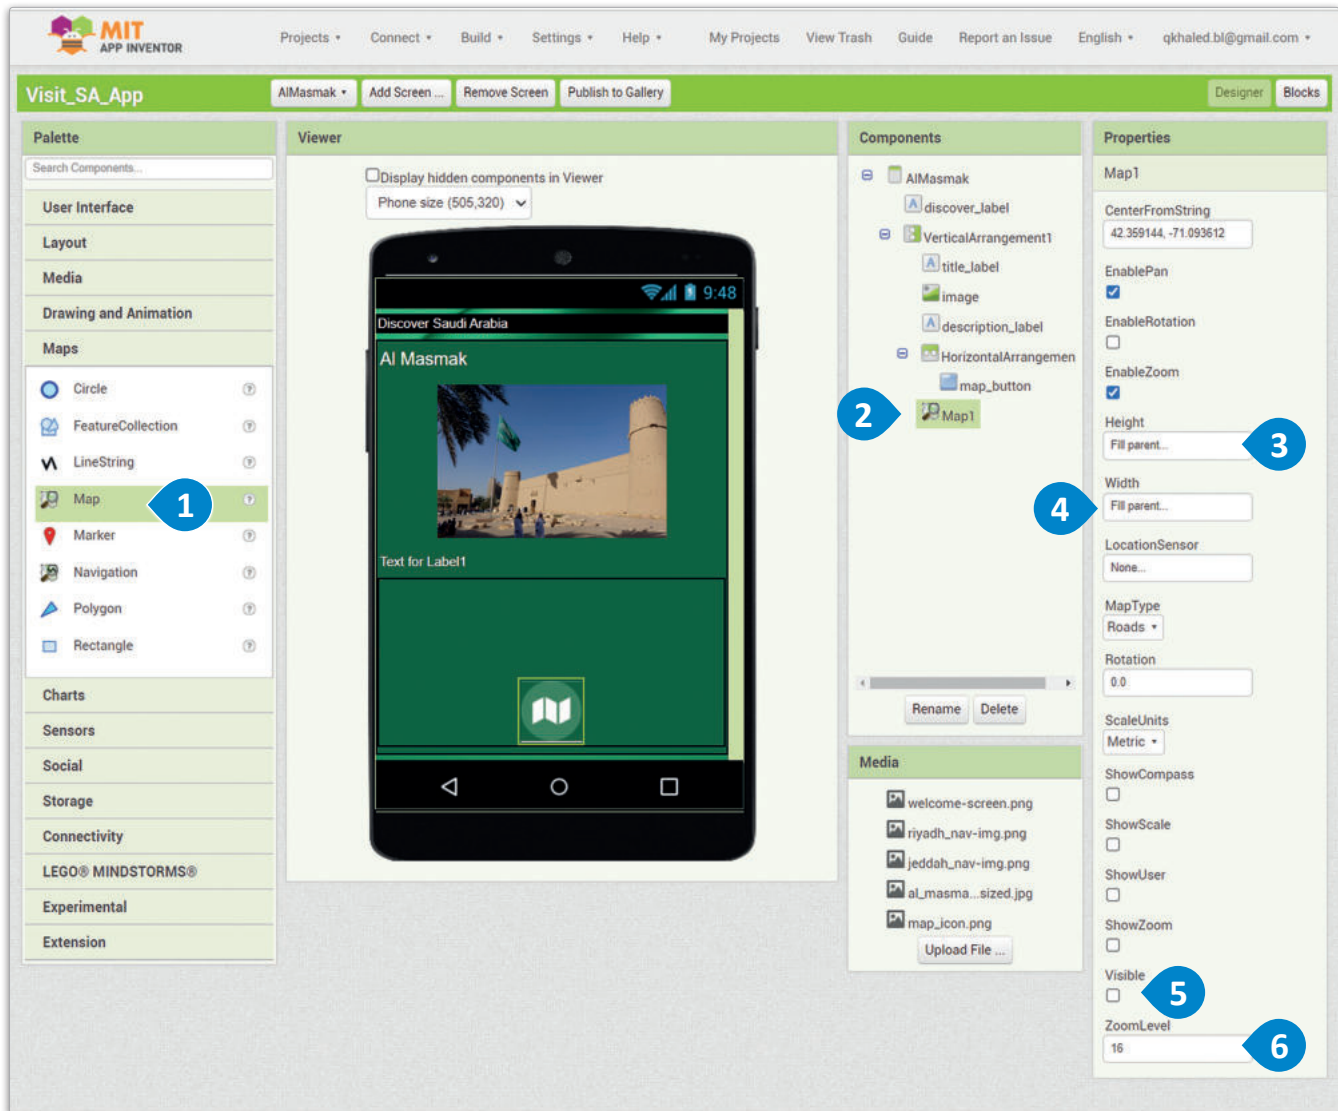 MIT
APP INVENTOR
Projects
Connect
Build
Settings
Help
My Projects
View Trash
Guide
Report an Issue
English
qkhaled.bl@gmail.com
Visit_SA_App
AlMasmak
Add Screen ...
Remove Screen
Publish to Gallery
Designer
Blocks
Palette
Search Components...
User Interface
Layout
Media
Drawing and Animation
Maps
Circle
?
FeatureCollection
?
LineString
?
Map
1
?
Marker
?
Navigation
?
Polygon
?
Rectangle
?
Charts
Sensors
Social
Storage
Connectivity
LEGO® MINDSTORMS®
Experimental
Extension
Viewer
Display hidden components in Viewer
Phone size (505,320)
9:48
Discover Saudi Arabia
Al Masmak
Text for Label1
Components
AlMasmak
discover_label
VerticalArrangement1
title_label
image
description_label
HorizontalArrangemen
map_button
2
Map1
Rename
Delete
Media
welcome-screen.png
riyadh_nav-img.png
jeddah_nav-img.png
al_masma...sized.jpg
map_icon.png
Upload File ...
Properties
Map1
CenterFromString
42.359144, -71.093612
EnablePan
EnableRotation
EnableZoom
Height
Fill parent...
3
Width
4
Fill parent...
LocationSensor
None...
MapType
Roads
Rotation
0.0
ScaleUnits
Metric
ShowCompass
ShowScale
ShowUser
ShowZoom
Visible
5
ZoomLevel
16
6